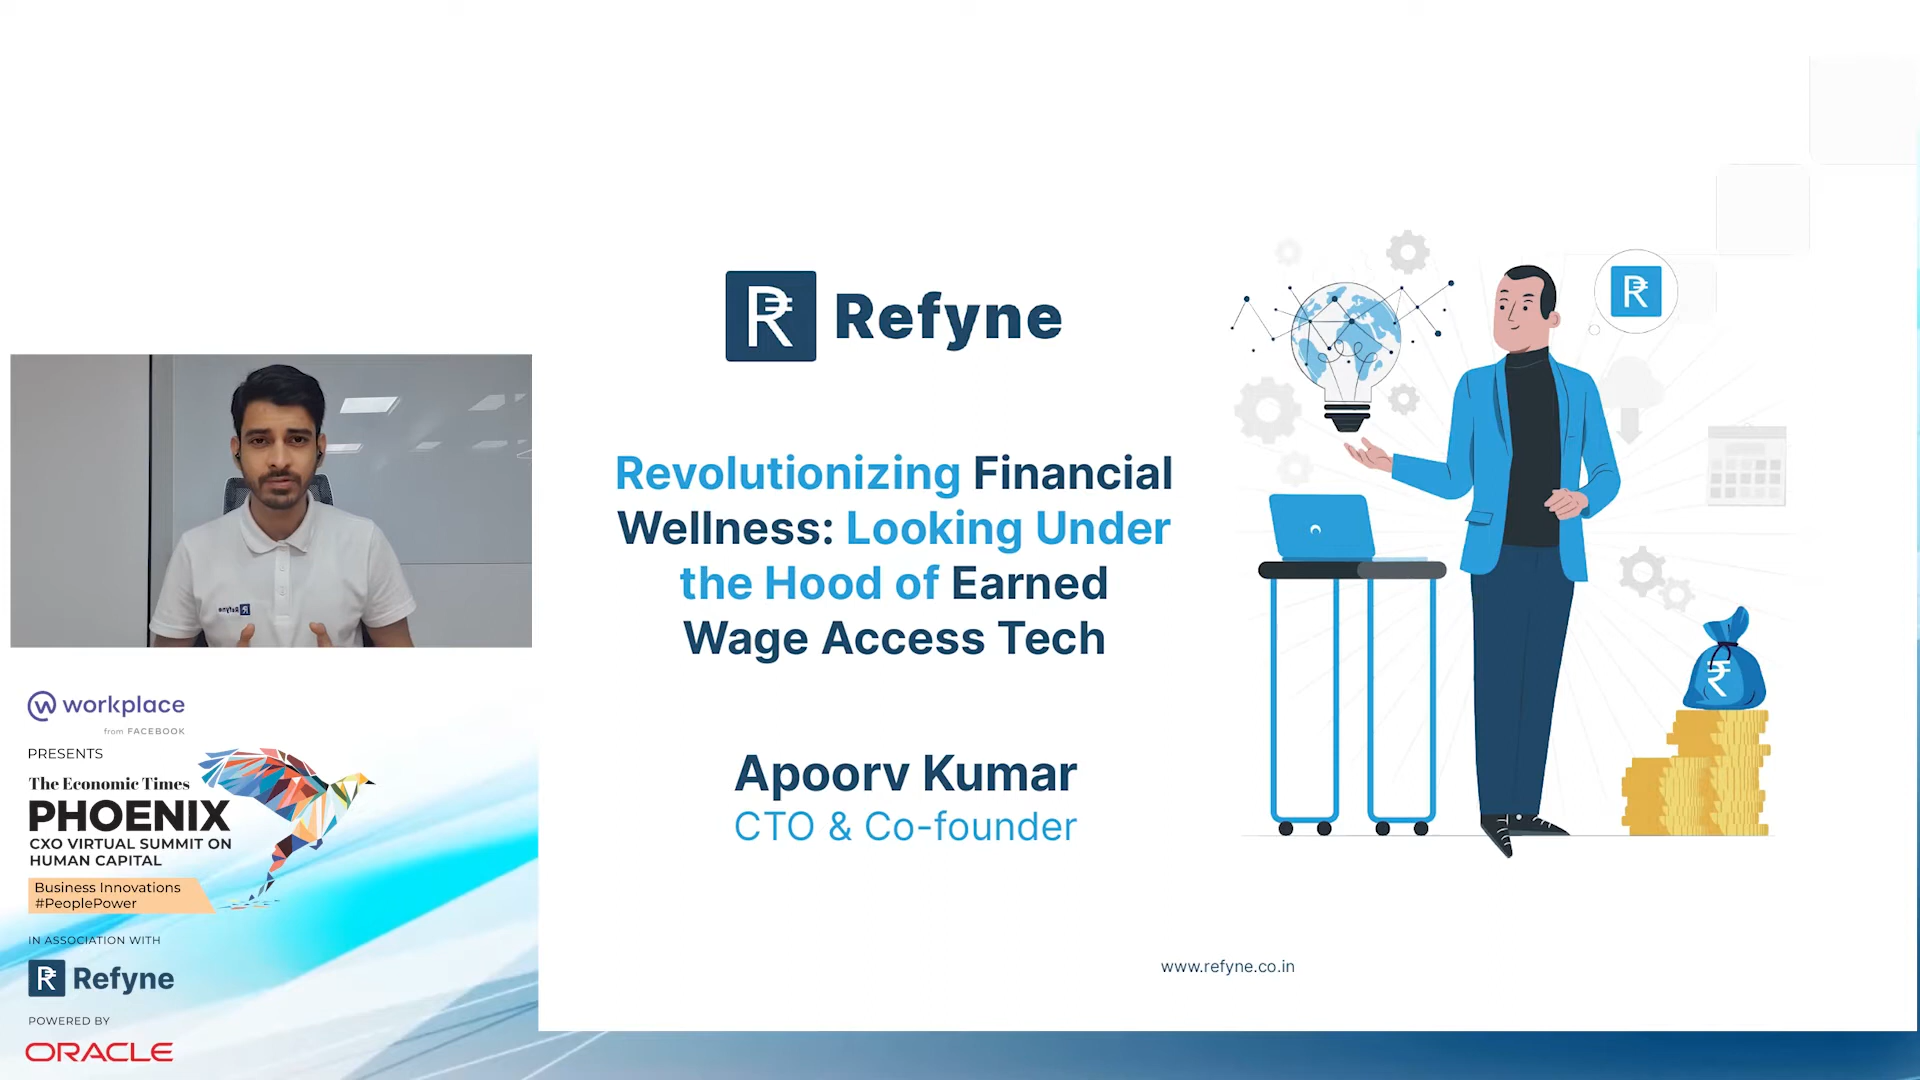 Refyne
Revolutionizing Financial
Wellness: Looking Under
the Hood of Earned
Wage Access Tech
Apoorv Kumar
CTO & Co-founder
www.refyne.co.in
Refyne
workplace
from FACEBOOK
PRESENTS
The Economic Times
PHOENIX
CXO VIRTUAL SUMMIT ON
HUMAN CAPITAL
Business Innovations
#PeoplePower
IN ASSOCIATION WITH
Refyne
POWERED BY
ORACLE